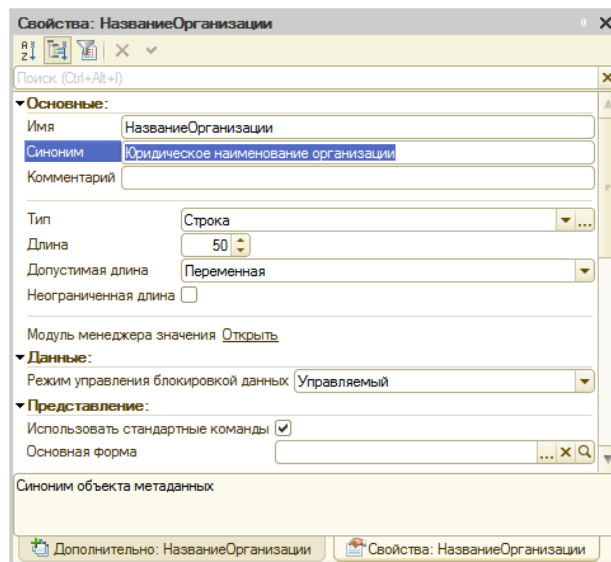 Свойства: НазваниеОрганизации
Поиск (Ctrl+Alt+I)
Основные:
Имя НазваниеОрганизации
Синоним Юридическое наименование организации
Комментарий
Тип Строка
Длина 50
Допустимая длина Переменная
Неограниченная длина
Модуль менеджера значения Открыть
Данные:
Режим управления блокировкой данных Управляемый
Представление:
Использовать стандартные команды
Основная форма
Синоним объекта метаданных
Дополнительно: НазваниеОрганизации Свойства: НазваниеОрганизации